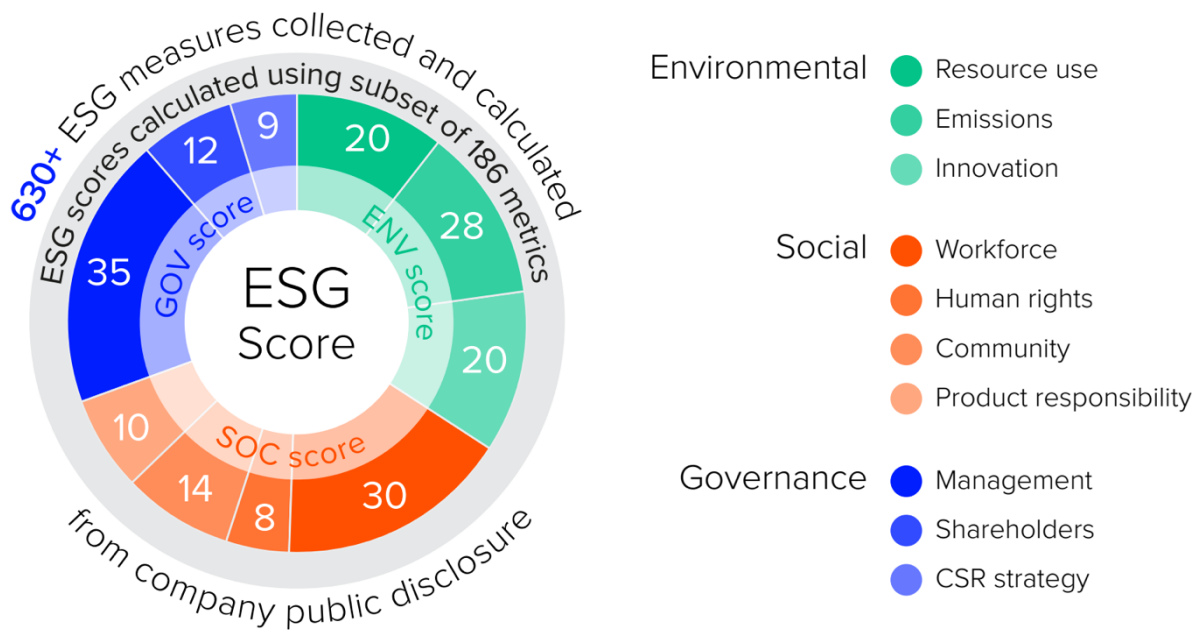 630+ ESG measures collected and calculated
ESG scores calculated using subset of 186 metrics
from company public disclosure
ESG
Score
ENV score
20
28
20
SOC score
30
8
14
10
GOV score
35
12
9
Environmental
Resource use
Emissions
Innovation
Social
Workforce
Human rights
Community
Product responsibility
Governance
Management
Shareholders
CSR strategy